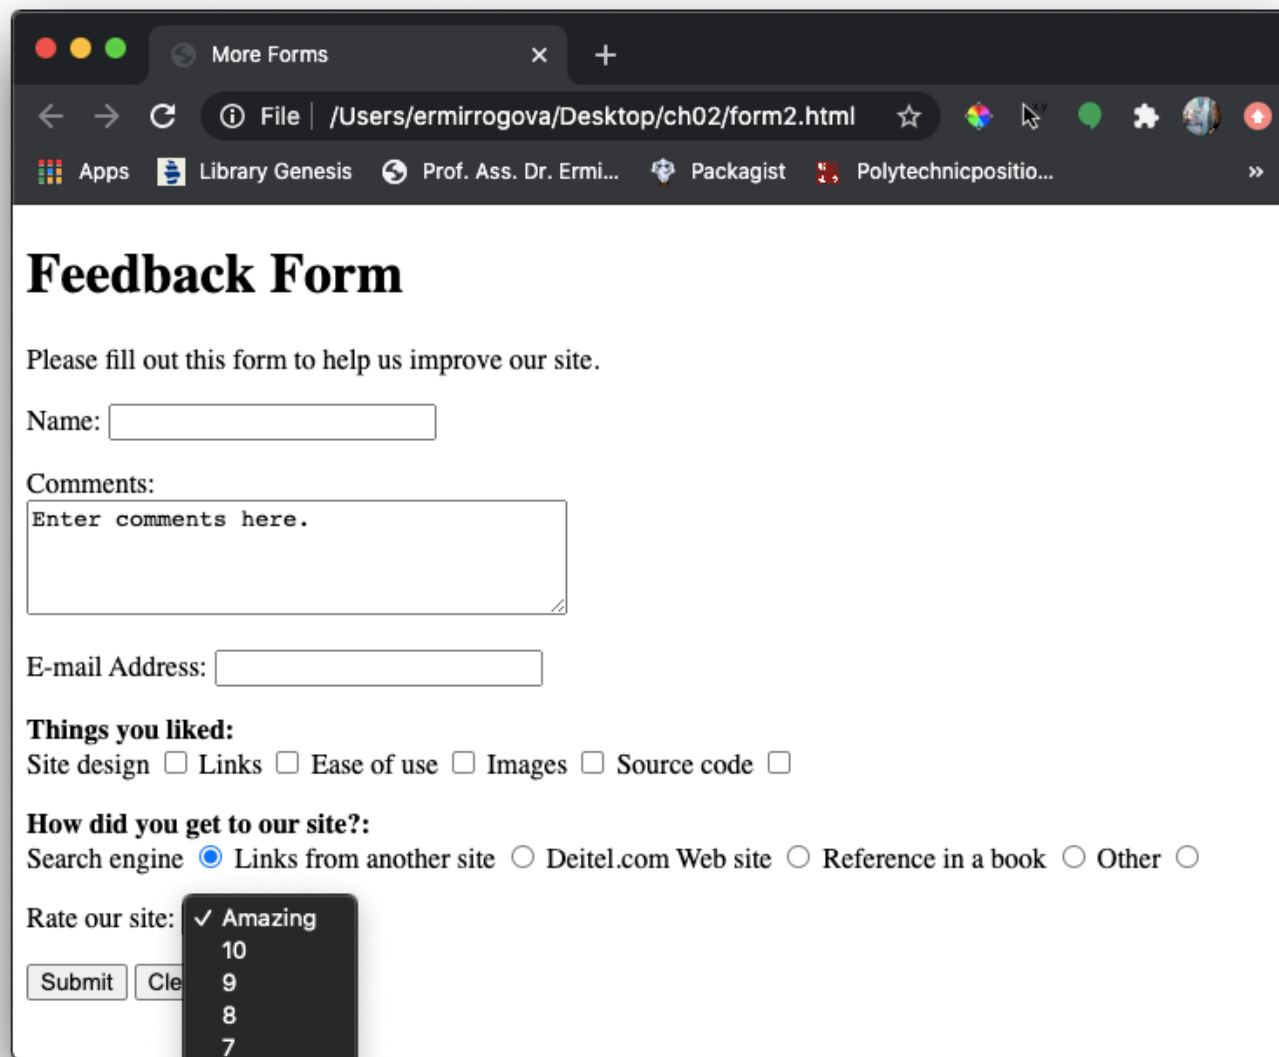 More Forms
File /Users/ermirrogova/Desktop/ch02/form2.html
Apps Library Genesis Prof. Ass. Dr. Ermi... Packagist Polytechnicpositio... »
Feedback Form
Please fill out this form to help us improve our site.
Name:
Comments:
Enter comments here.
E-mail Address:
Things you liked:
Site design Links Ease of use Images Source code
How did you get to our site?:
Search engine Links from another site Deitel.com Web site Reference in a book Other
Rate our site: ✓ Amazing
10
Submit Cle 9
8
7